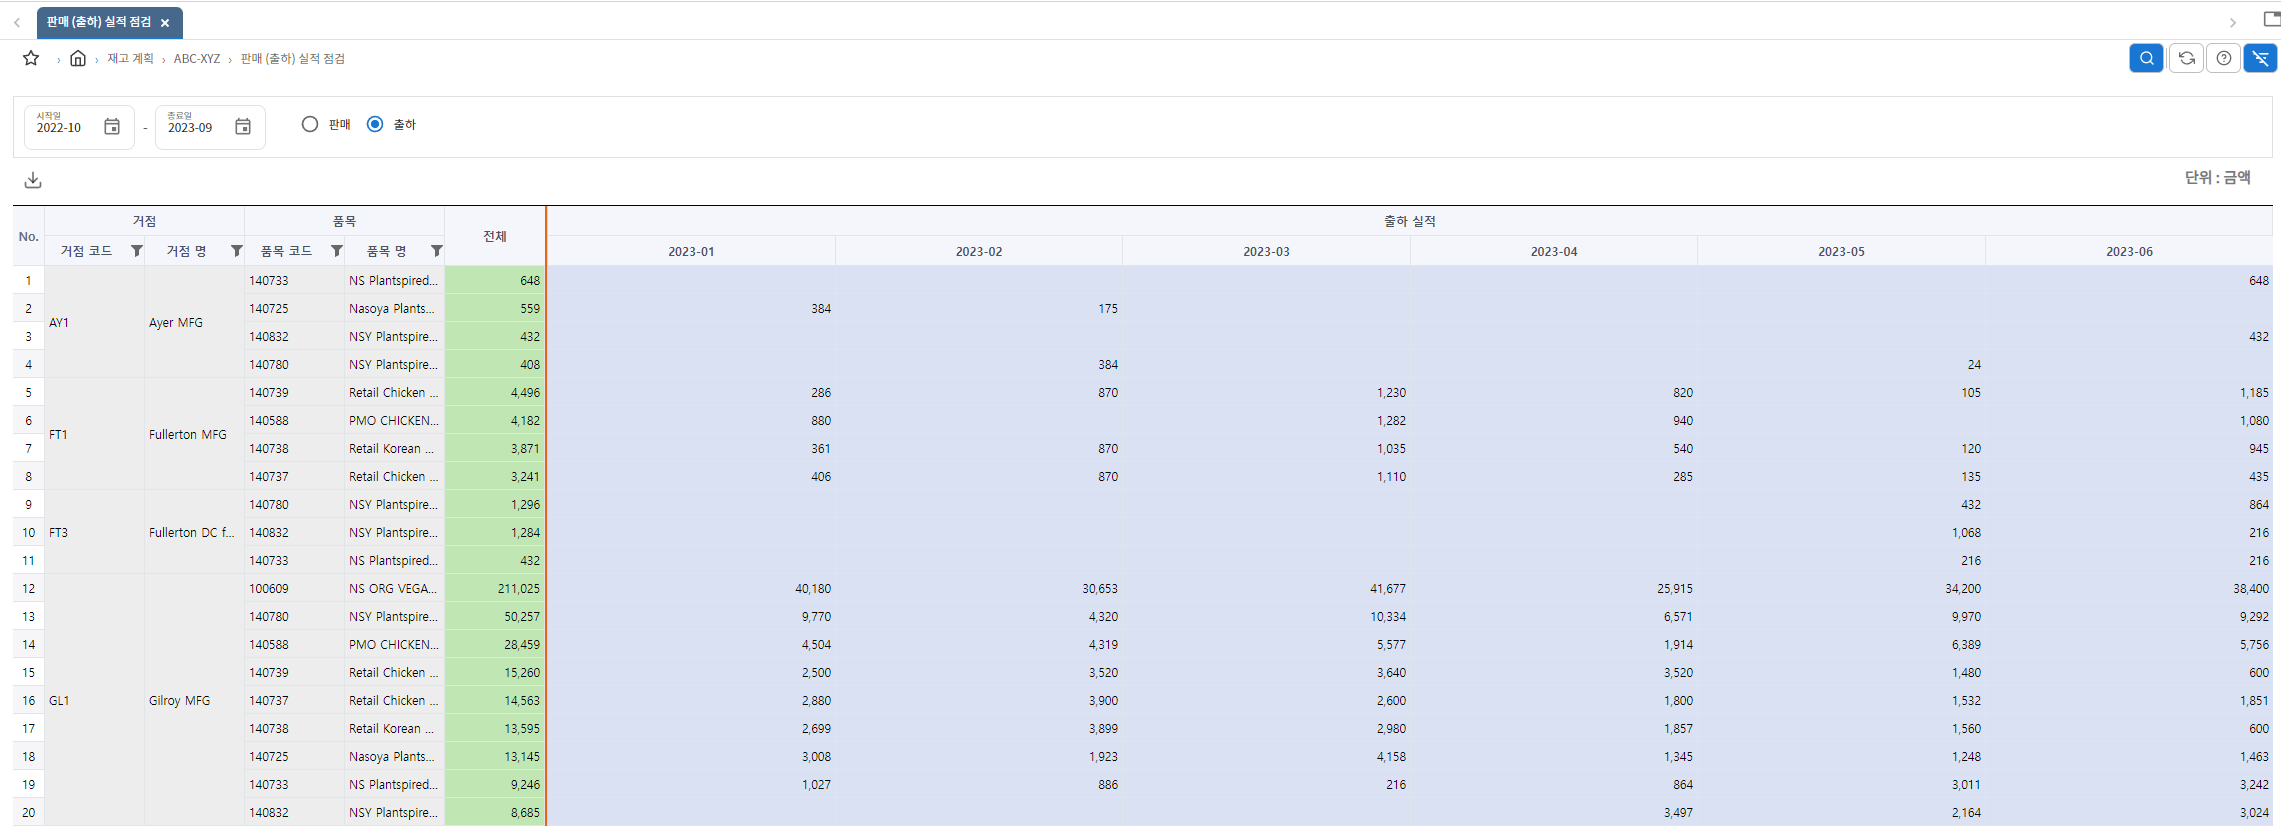 판매 (출하) 실적 점검
재고 계획 › ABC-XYZ › 판매 (출하) 실적 점검
시작일 종료일
2022-10 - 2023-09 판매 출하
단위 : 금액
No. 거점 품목 전체 출하 실적
거점 코드 거점 명 품목 코드 품목 명 2023-01 2023-02 2023-03 2023-04 2023-05 2023-06
1 140733 NS Plantspired... 648 648
2 140725 Nasoya Plants... 559 384 175
AY1 Ayer MFG
3 140832 NSY Plantspire... 432 432
4 140780 NSY Plantspire... 408 384 24
5 140739 Retail Chicken ... 4,496 286 870 1,230 820 105 1,185
6 140588 PMO CHICKEN... 4,182 880 1,282 940 1,080
FT1 Fullerton MFG
7 140738 Retail Korean ... 3,871 361 870 1,035 540 120 945
8 140737 Retail Chicken ... 3,241 406 870 1,110 285 135 435
9 140780 NSY Plantspire... 1,296 432 864
10 FT3 Fullerton DC f... 140832 NSY Plantspire... 1,284 1,068 216
11 140733 NS Plantspired... 432 216 216
12 100609 NS ORG VEGA... 211,025 40,180 30,653 41,677 25,915 34,200 38,400
13 140780 NSY Plantspire... 50,257 9,770 4,320 10,334 6,571 9,970 9,292
14 140588 PMO CHICKEN... 28,459 4,504 4,319 5,577 1,914 6,389 5,756
15 140739 Retail Chicken ... 15,260 2,500 3,520 3,640 3,520 1,480 600
16 GL1 Gilroy MFG 140737 Retail Chicken ... 14,563 2,880 3,900 2,600 1,800 1,532 1,851
17 140738 Retail Korean ... 13,595 2,699 3,899 2,980 1,857 1,560 600
18 140725 Nasoya Plants... 13,145 3,008 1,923 4,158 1,345 1,248 1,463
19 140733 NS Plantspired... 9,246 1,027 886 216 864 3,011 3,242
20 140832 NSY Plantspire... 8,685 3,497 2,164 3,024